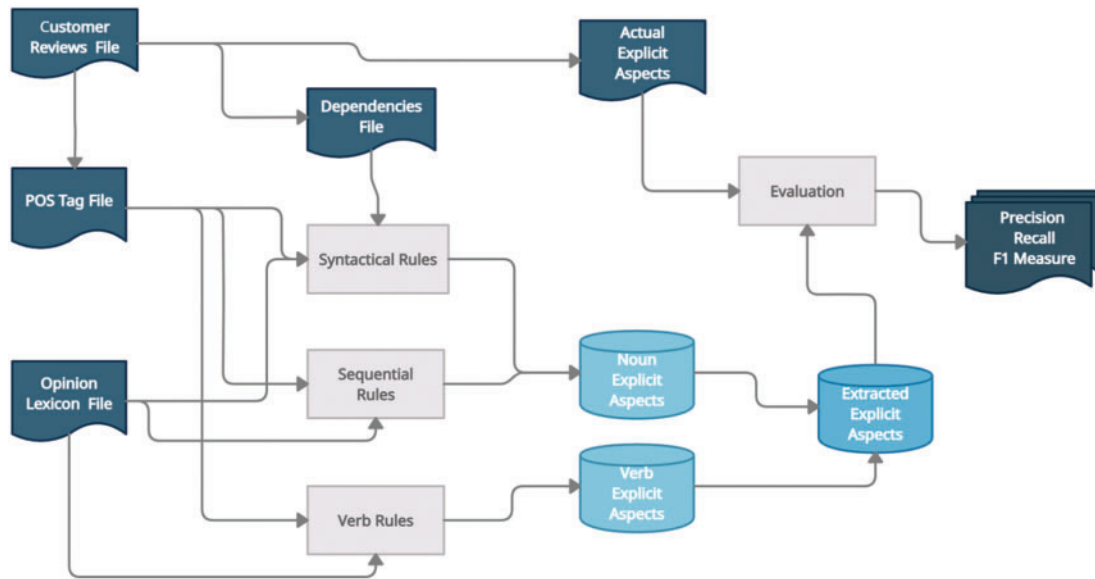 Customer
Reviews File
Actual
Explicit
Aspects
Dependencies
File
POS Tag File
Evaluation
Precision
Recall
F1 Measure
Syntactical Rules
Opinion
Lexicon File
Sequential
Rules
Noun
Explicit
Aspects
Extracted
Explicit
Aspects
Verb Rules
Verb
Explicit
Aspects